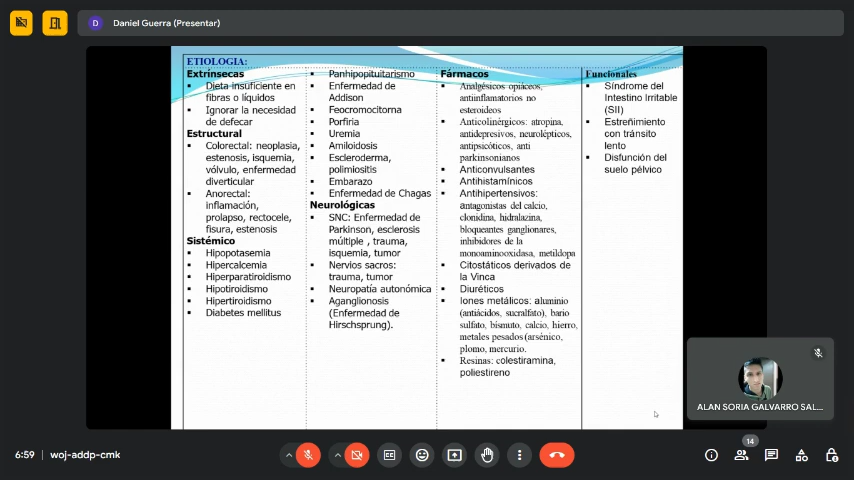 Daniel Guerra (Presentar)
D
ETIOLOGIA:
Extrínsecas
▪ Dieta insuficiente en
fibras o líquidos
▪ Ignorar la necesidad
de defecar
Estructural
▪ Colorectal: neoplasia,
estenosis, isquemia,
vólvulo, enfermedad
diverticular
▪ Anorectal:
inflamación,
prolapso, rectocele,
fisura, estenosis
Sistémico
▪ Hipopotasemia
▪ Hipercalcemia
▪ Hiperparatiroidismo
▪ Hipotiroidismo
▪ Hipertiroidismo
▪ Diabetes mellitus
▪ Panhipopituitarismo
▪ Enfermedad de
Addison
▪ Feocromocitorna
▪ Porfiria
▪ Uremia
▪ Amiloidosis
▪ Escleroderma,
polimiositis
▪ Embarazo
▪ Enfermedad de Chagas
Neurológicas
▪ SNC: Enfermedad de
Parkinson, esclerosis
múltiple , trauma,
isquemia, tumor
▪ Nervios sacros:
trauma, tumor
▪ Neuropatía autonómica
▪ Aganglionosis
(Enfermedad de
Hirschsprung).
Fármacos
▪ Analgésicos opiáceos,
antiinflamatorios no
esteroideos
▪ Anticolinérgicos: atropina,
antidepresivos, neurolépticos,
antipsicóticos, anti
parkinsonianos
▪ Anticonvulsantes
▪ Antihistamínicos
▪ Antihipertensivos:
antagonistas del calcio,
clonidina, hidralazina,
bloqueantes ganglionares,
inhibidores de la
monoaminooxidasa, metildopa
▪ Citostáticos derivados de
la Vinca
▪ Diuréticos
▪ Iones metálicos: aluminio
(antiácidos, sucralfato), bario
sulfato, bismuto, calcio, hierro,
metales pesados(arsénico,
plomo, mercurio.
▪ Resinas: colestiramina,
poliestireno
Funcionales
▪ Síndrome del
Intestino Irritable
(SII)
▪ Estreñimiento
con tránsito
lento
▪ Disfunción del
suelo pélvico
ALAN SORIA GALVARRO SAL...
6:59 | woj-addp-cmk
14